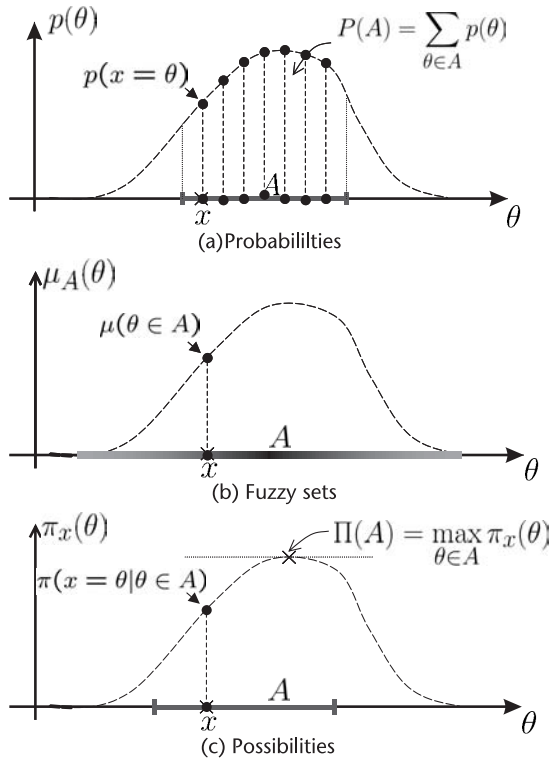 p(θ)
P(A) = ∑ p(θ)
θ∈A
p(x = θ)
A
x
θ
(a)Probabililties
μ_A(θ)
μ(θ ∈ A)
A
x
θ
(b) Fuzzy sets
π_x(θ)
Π(A) = max π_x(θ)
θ∈A
π(x = θ|θ ∈ A)
A
x
θ
(c) Possibilities